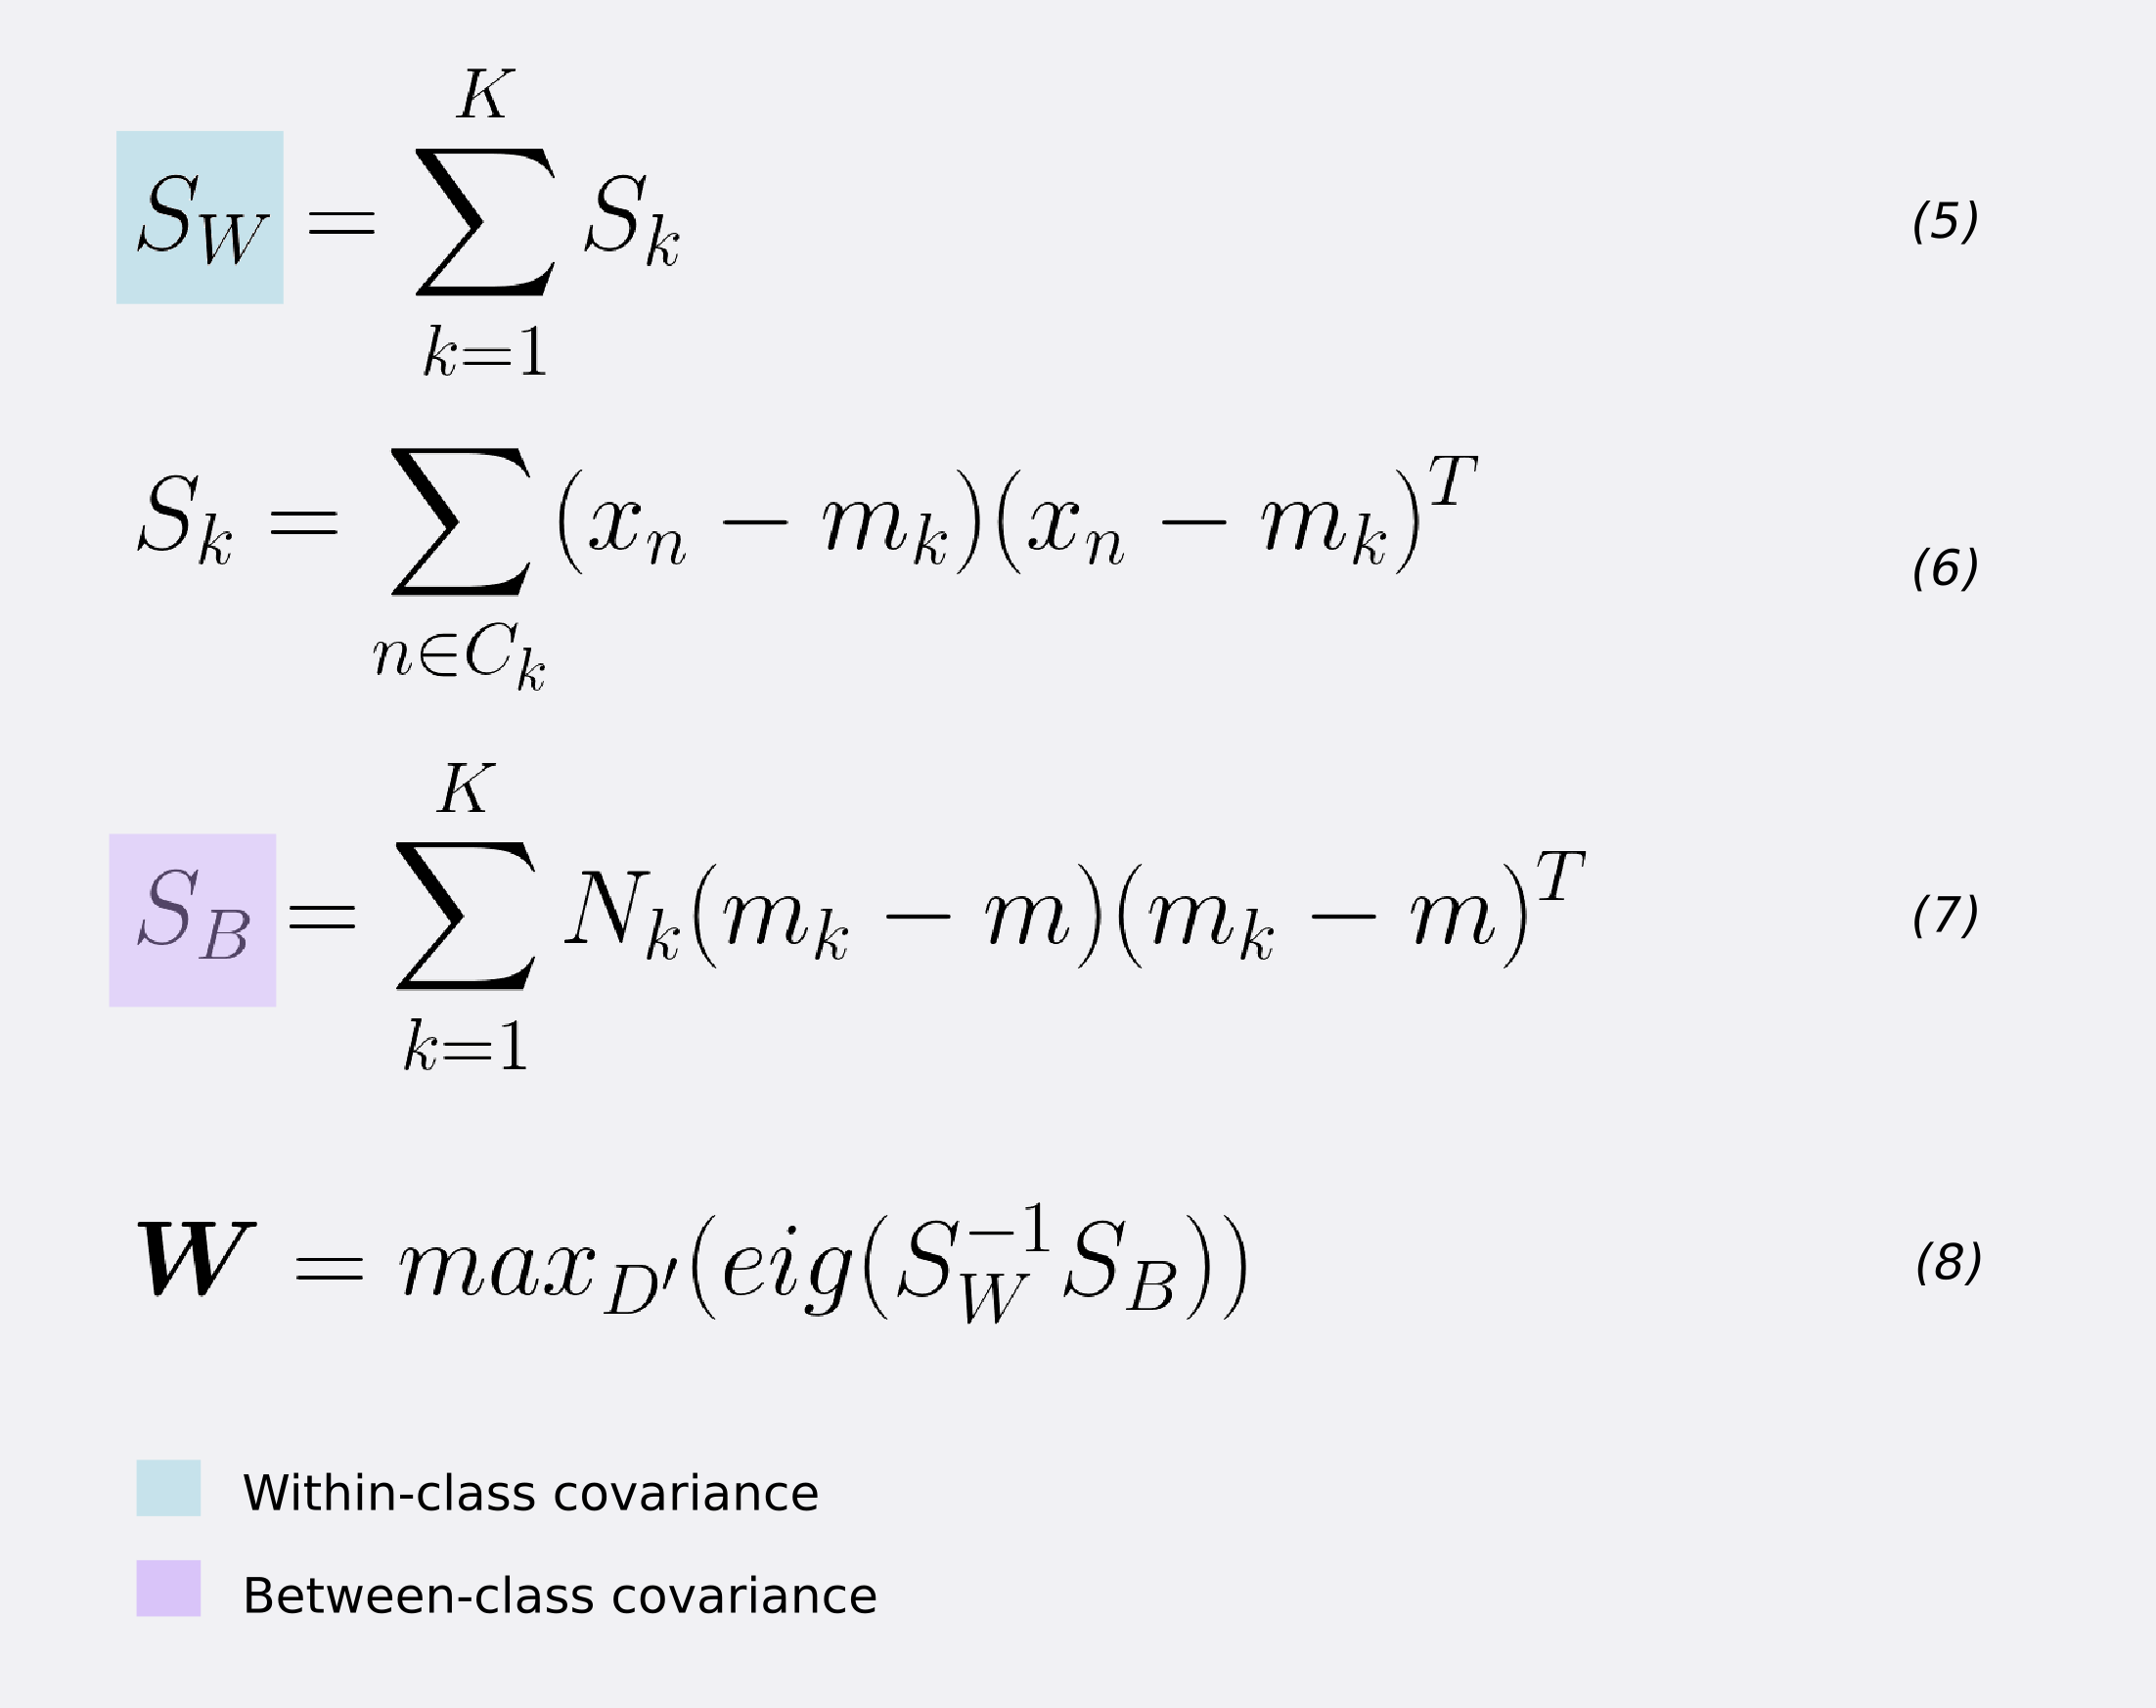 $S_W = \sum_{k=1}^{K} S_k$ (5)
$S_k = \sum_{n \in C_k} (x_n - m_k)(x_n - m_k)^T$ (6)
$S_B = \sum_{k=1}^{K} N_k (m_k - m)(m_k - m)^T$ (7)
$\boldsymbol{W} = max_{D'}(eig(S_W^{-1} S_B))$ (8)
Within-class covariance
Between-class covariance